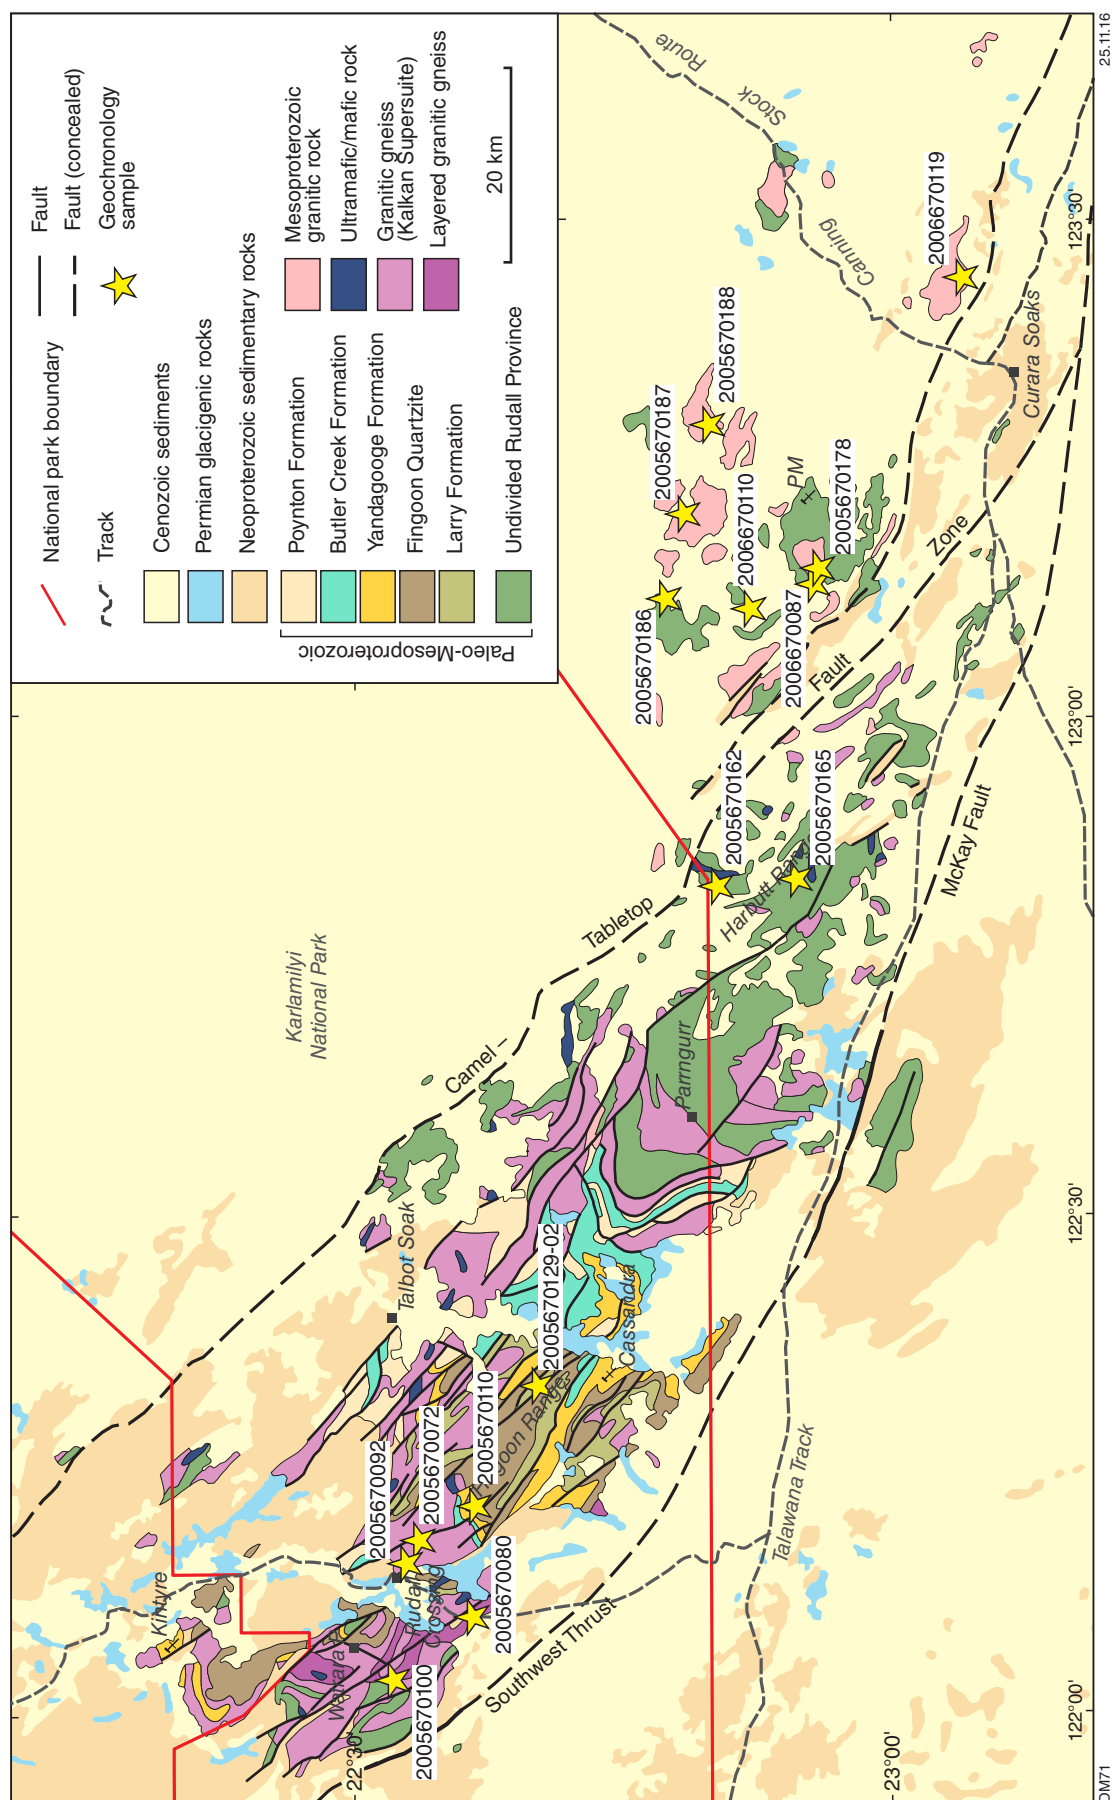 National park boundary
Track
Fault
Fault (concealed)
Geochronology
sample
Cenozoic sediments
Permian glacigenic rocks
Neoproterozoic sedimentary rocks
Paleo-Mesoproterozoic
Poynton Formation
Butler Creek Formation
Yandagooge Formation
Fingoon Quartzite
Larry Formation
Undivided Rudall Province
Mesoproterozoic
granitic rock
Ultramafic/mafic rock
Granitic gneiss
(Kalkan Supersuite)
Layered granitic gneiss
20 km
Karlamilyi
National Park
Kintyre
Watrara P
Rudall
Crossing
Talbot Soak
Fingoon Range
Cassandra
Parrngurr
Harbutt Range
Camel –
Tabletop
Fault
Zone
Southwest Thrust
McKay Fault
Talawana Track
Canning
Stock
Route
Curara Soaks
PM
2005670100
2005670080
2005670092
2005670072
2005670110
2005670129-02
2005670162
2005670165
2005670186
2005670187
2005670188
2006670110
2006670087
2005670178
2006670119
22°30'
23°00'
122°00'
122°30'
123°00'
123°30'
DM71
25.11.16